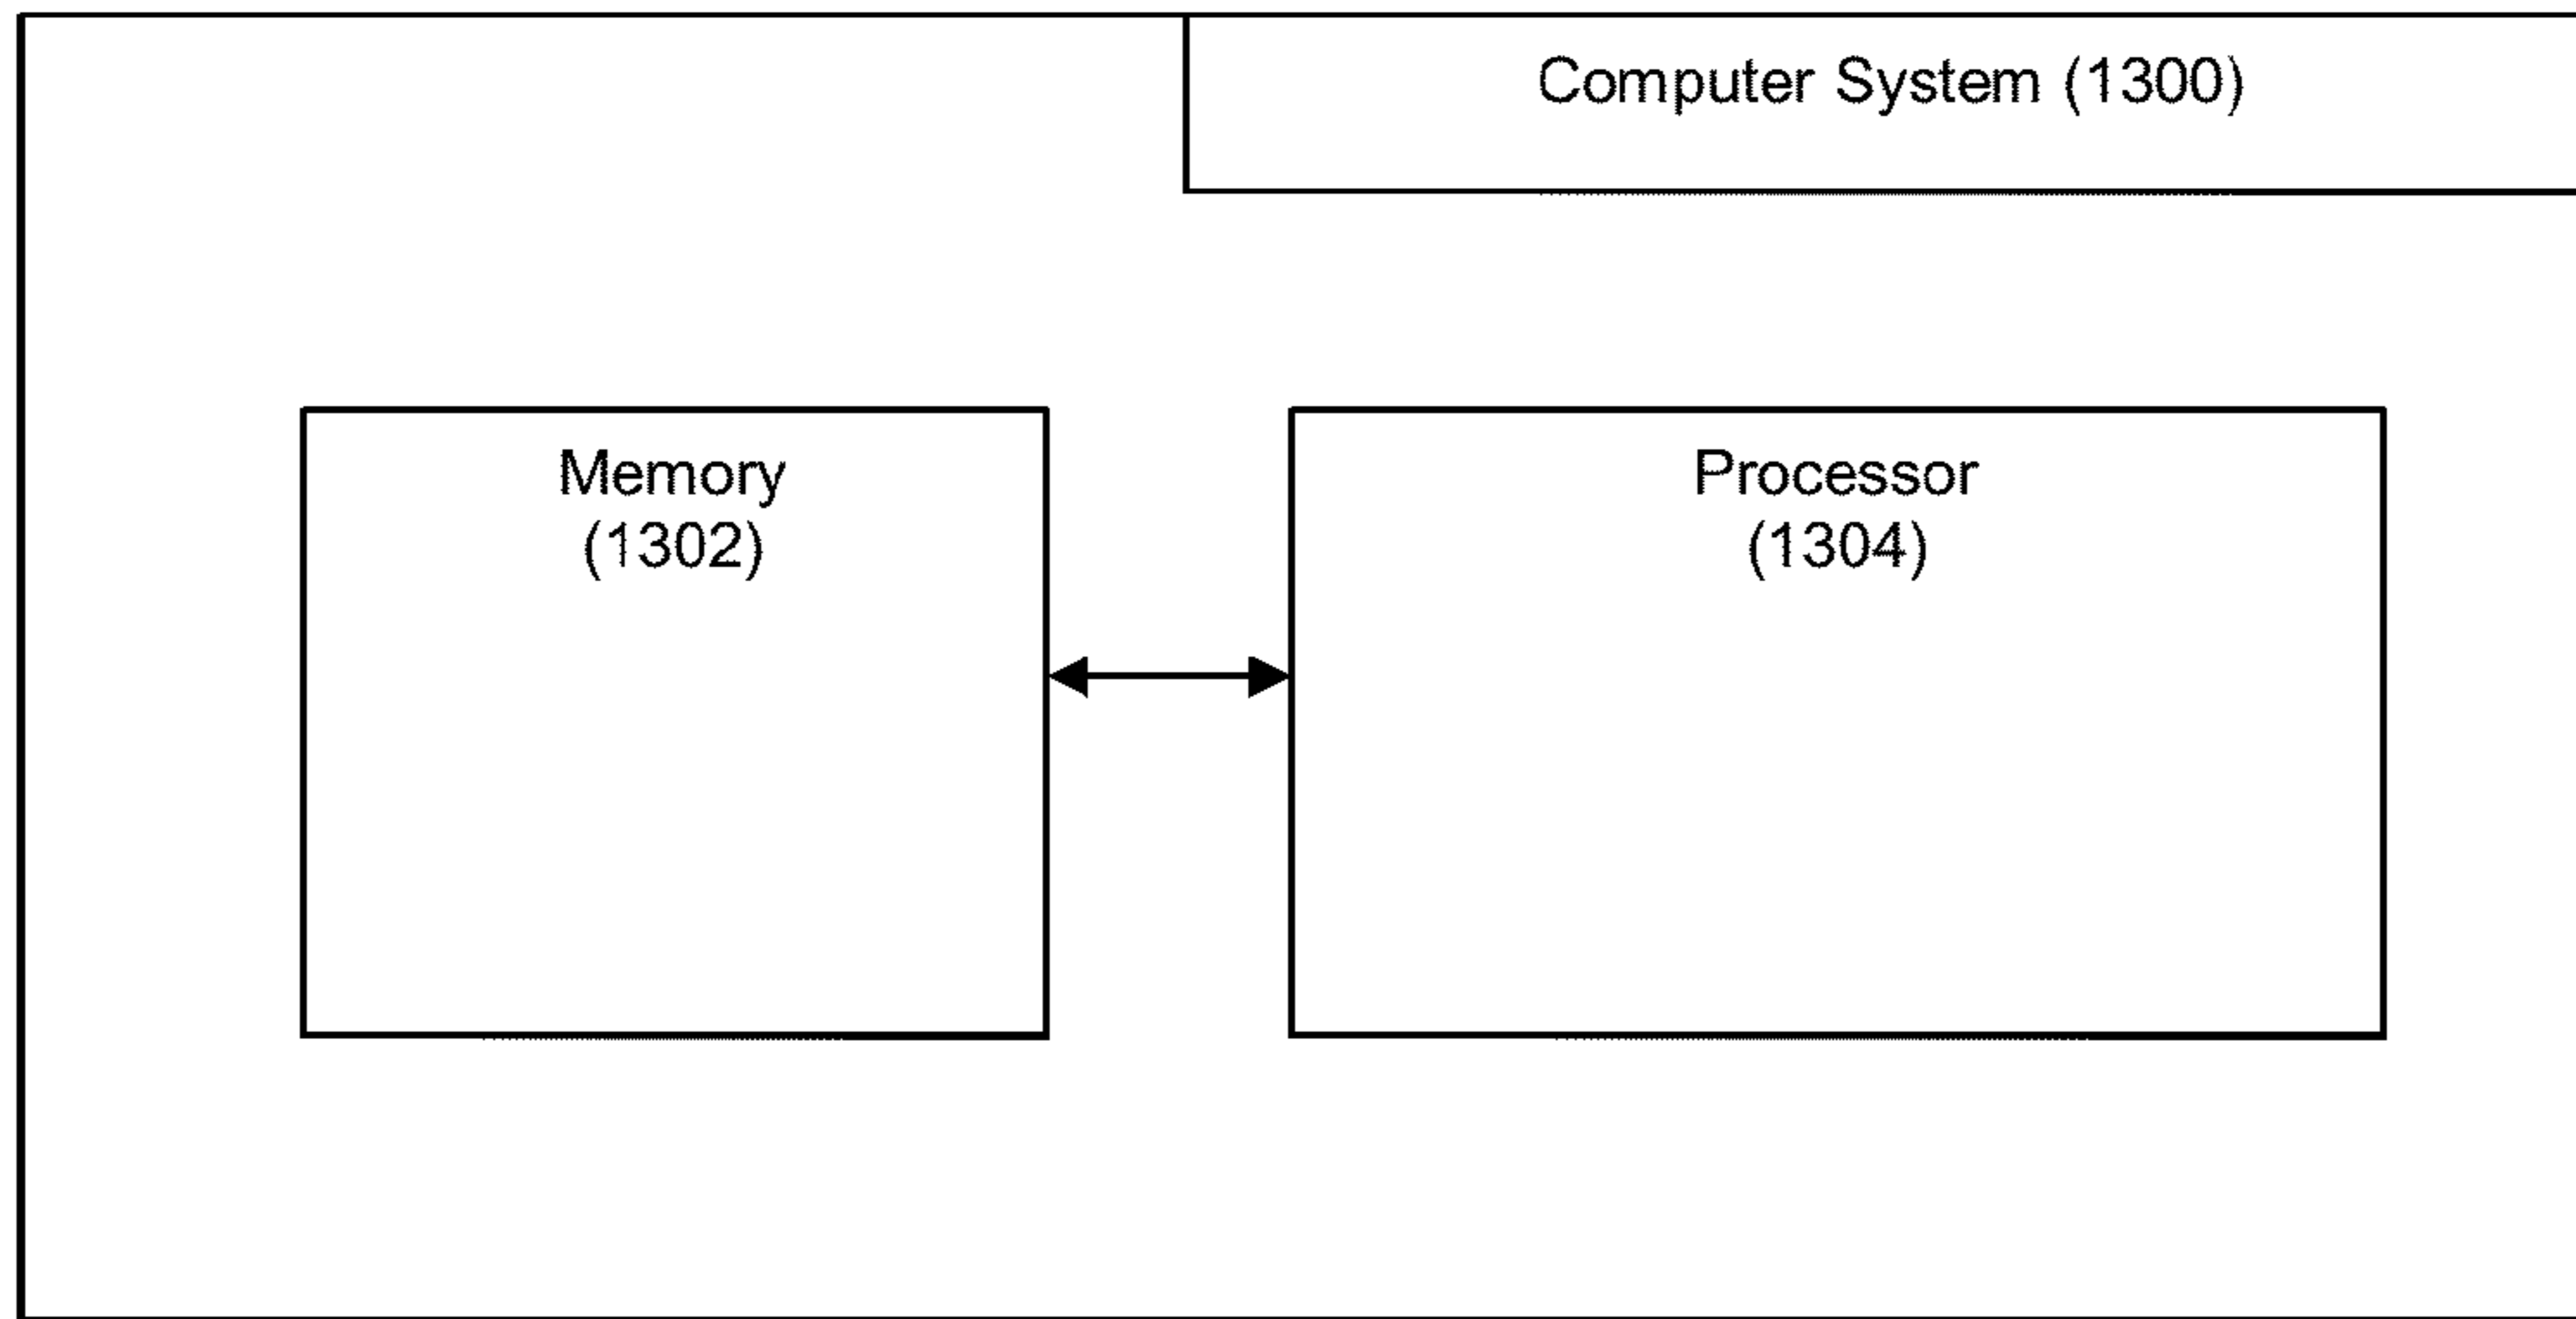 Computer System (1300)
Memory
(1302)
Processor
(1304)